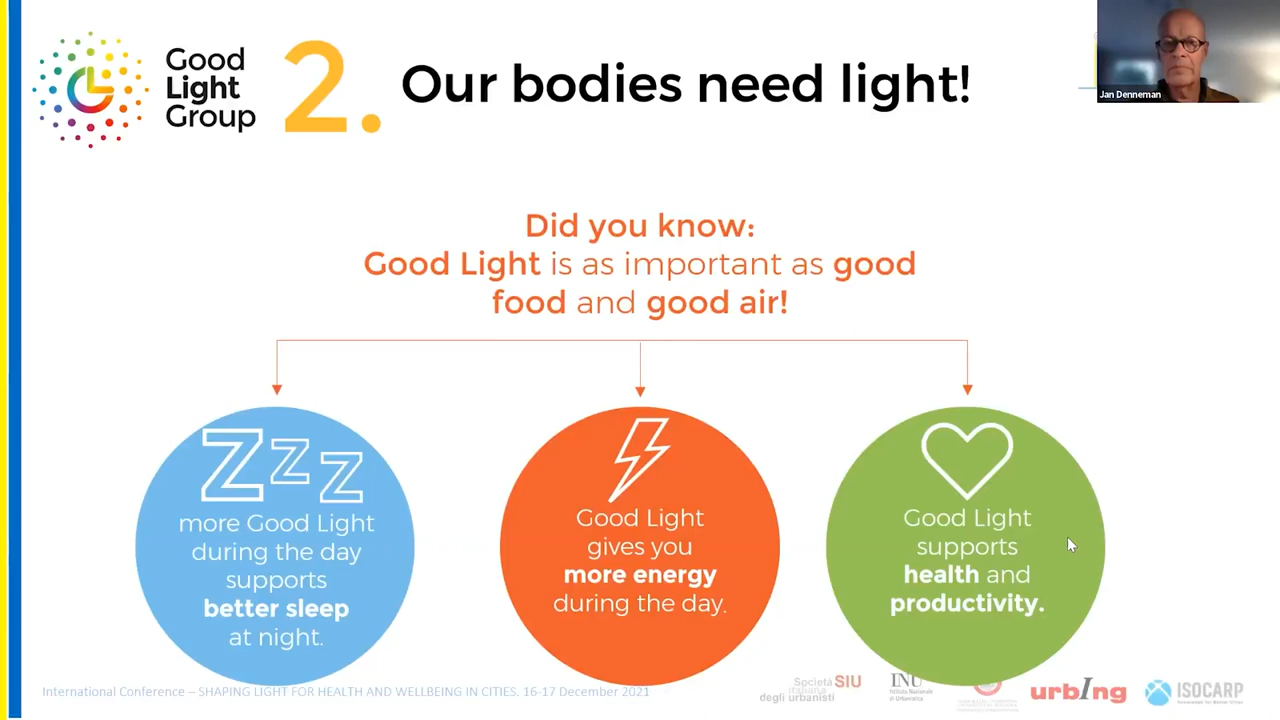 Good
Light
Group
2.
Our bodies need light!
Jan Denneman
Did you know:
Good Light is as important as good
food and good air!
Zzz
more Good Light
during the day
supports
better sleep
at night.
Good Light
gives you
more energy
during the day.
Good Light
supports
health and
productivity.
International Conference – SHAPING LIGHT FOR HEALTH AND WELLBEING IN CITIES. 16-17 December 2021
Società SIU
italiana
degli urbanisti
INU
Istituto Nazionale
di Urbanistica
urbIng
ISOCARP